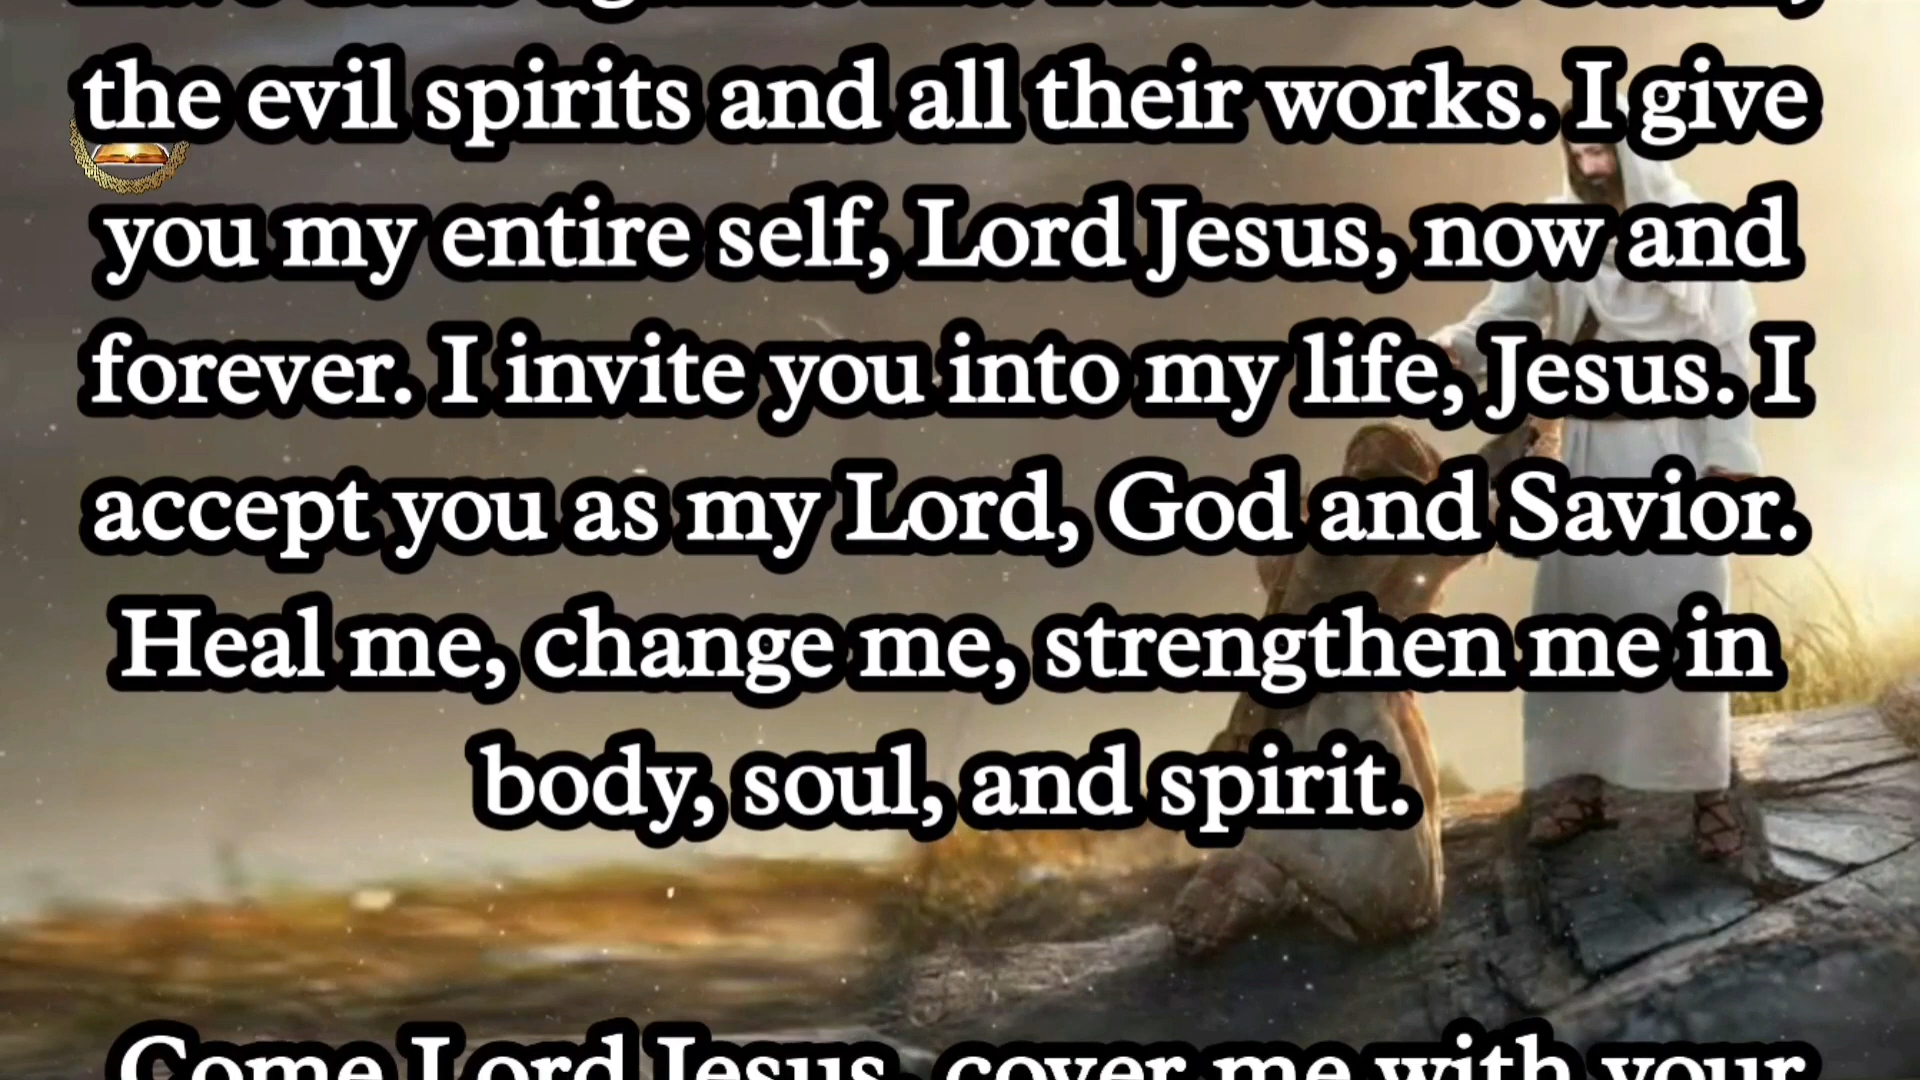 the evil spirits and all their works. I give
you my entire self, Lord Jesus, now and
forever. I invite you into my life, Jesus. I
accept you as my Lord, God and Savior.
Heal me, change me, strengthen me in
body, soul, and spirit.
Come Lord Jesus, cover me with your